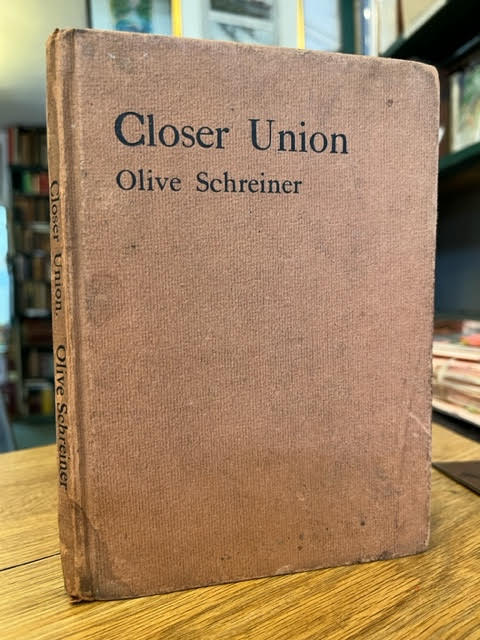 Closer Union
Olive Schreiner
Closer Union. Olive Schreiner